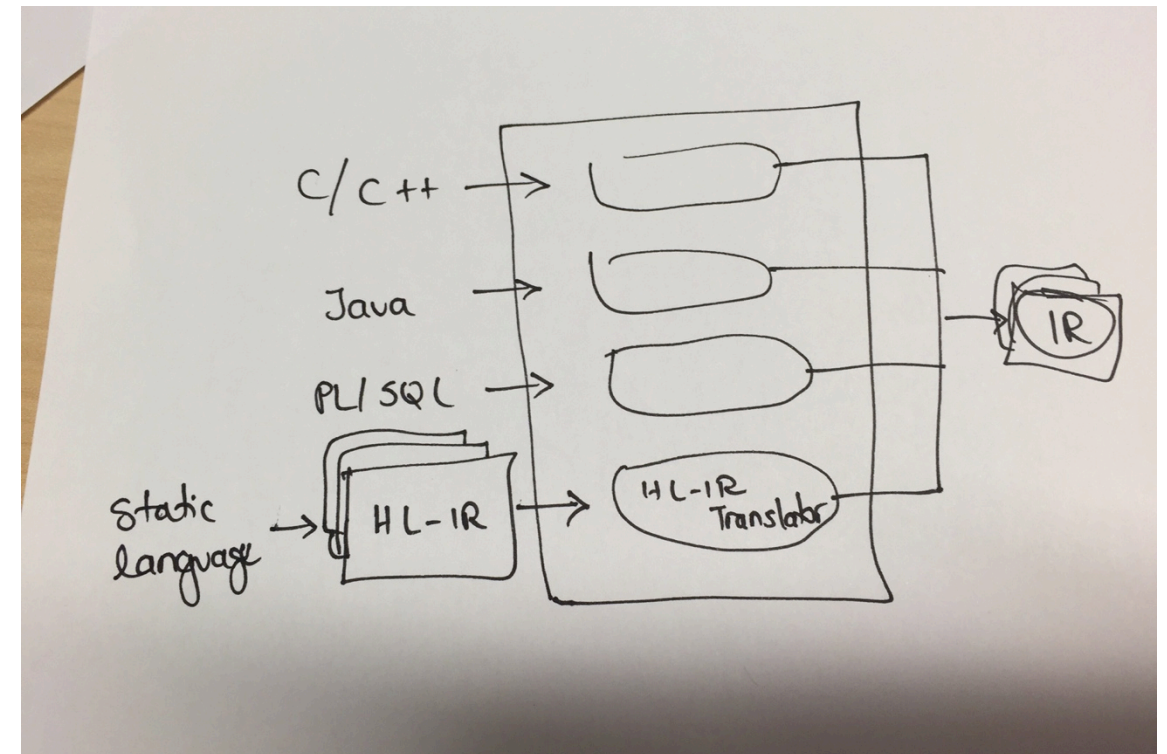 C/C++
Java
PL/SQL
Static
language
HL-IR
HL-IR
Translator
IR